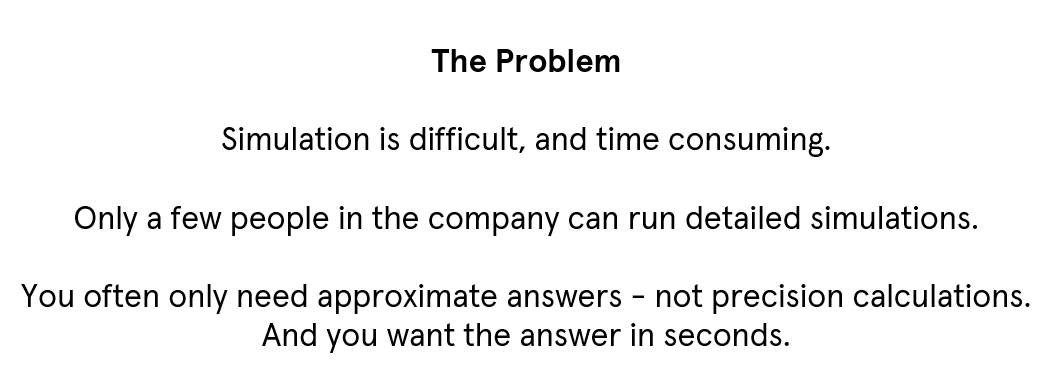 The Problem
Simulation is difficult, and time consuming.
Only a few people in the company can run detailed simulations.
You often only need approximate answers - not precision calculations.
And you want the answer in seconds.